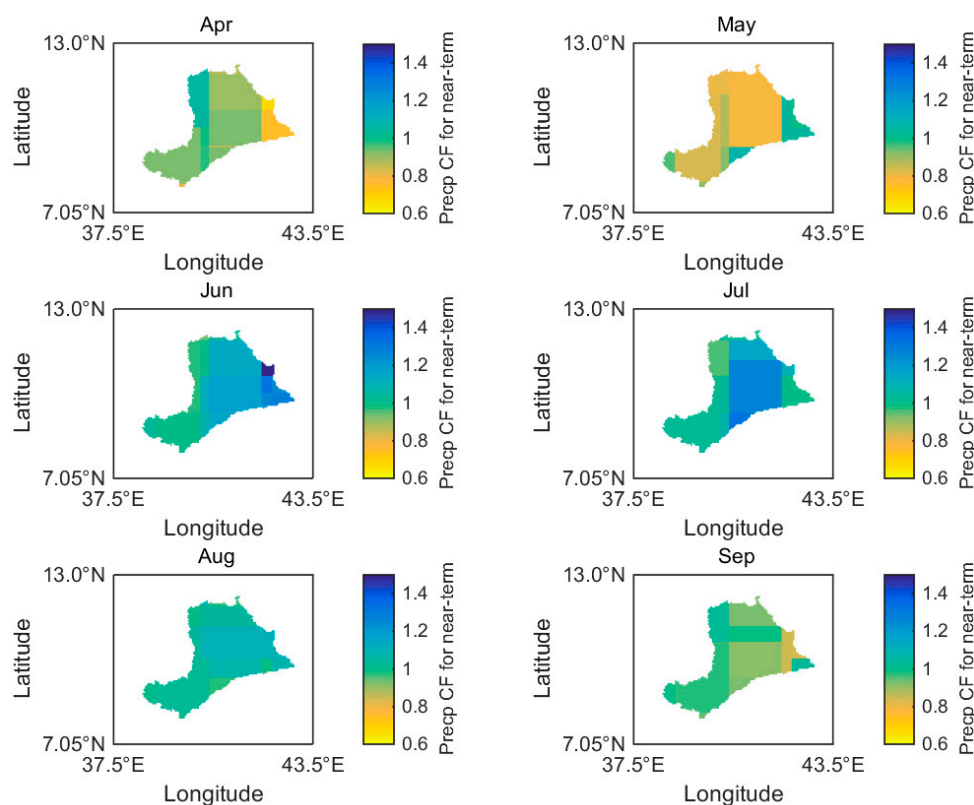 Apr
13.0°N
Latitude
7.05°N
37.5°E
43.5°E
Longitude
1.4
1.2
1
0.8
0.6
Precp CF for near-term
May
13.0°N
Latitude
7.05°N
37.5°E
43.5°E
Longitude
1.4
1.2
1
0.8
0.6
Precp CF for near-term
Jun
13.0°N
Latitude
7.05°N
37.5°E
43.5°E
Longitude
1.4
1.2
1
0.8
0.6
Precp CF for near-term
Jul
13.0°N
Latitude
7.05°N
37.5°E
43.5°E
Longitude
1.4
1.2
1
0.8
0.6
Precp CF for near-term
Aug
13.0°N
Latitude
7.05°N
37.5°E
43.5°E
Longitude
1.4
1.2
1
0.8
0.6
Precp CF for near-term
Sep
13.0°N
Latitude
7.05°N
37.5°E
43.5°E
Longitude
1.4
1.2
1
0.8
0.6
Precp CF for near-term